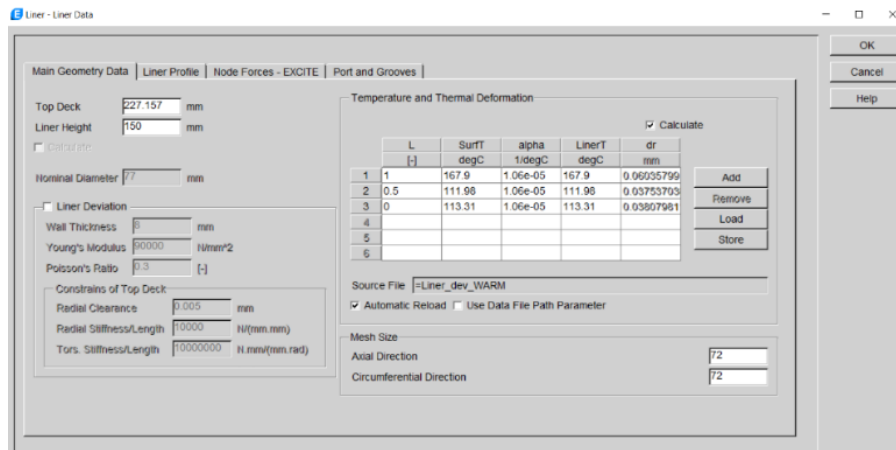 Liner - Liner Data
OK
Cancel
Help
Main Geometry Data Liner Profile Node Forces - EXCITE Port and Grooves
Top Deck 227.157 mm
Liner Height 150 mm
Calculate
Nominal Diameter 77 mm
Liner Deviation
Wall Thickness 8 mm
Young's Modulus 90000 N/mm^2
Poisson's Ratio 0.3 [-]
Constrains of Top Deck
Radial Clearance 0.005 mm
Radial Stiffness/Length 10000 N/(mm.mm)
Tors. Stiffness/Length 10000000 N.mm/(mm.rad)
Temperature and Thermal Deformation
Calculate
L SurfT alpha LinerT dr
[-] degC 1/degC degC mm
1 1 167.9 1.06e-05 167.9 0.06035799
2 0.5 111.98 1.06e-05 111.98 0.03753703
3 0 113.31 1.06e-05 113.31 0.03807981
4
5
6
Add
Remove
Load
Store
Source File =Liner_dev_WARM
Automatic Reload Use Data File Path Parameter
Mesh Size
Axial Direction 72
Circumferential Direction 72